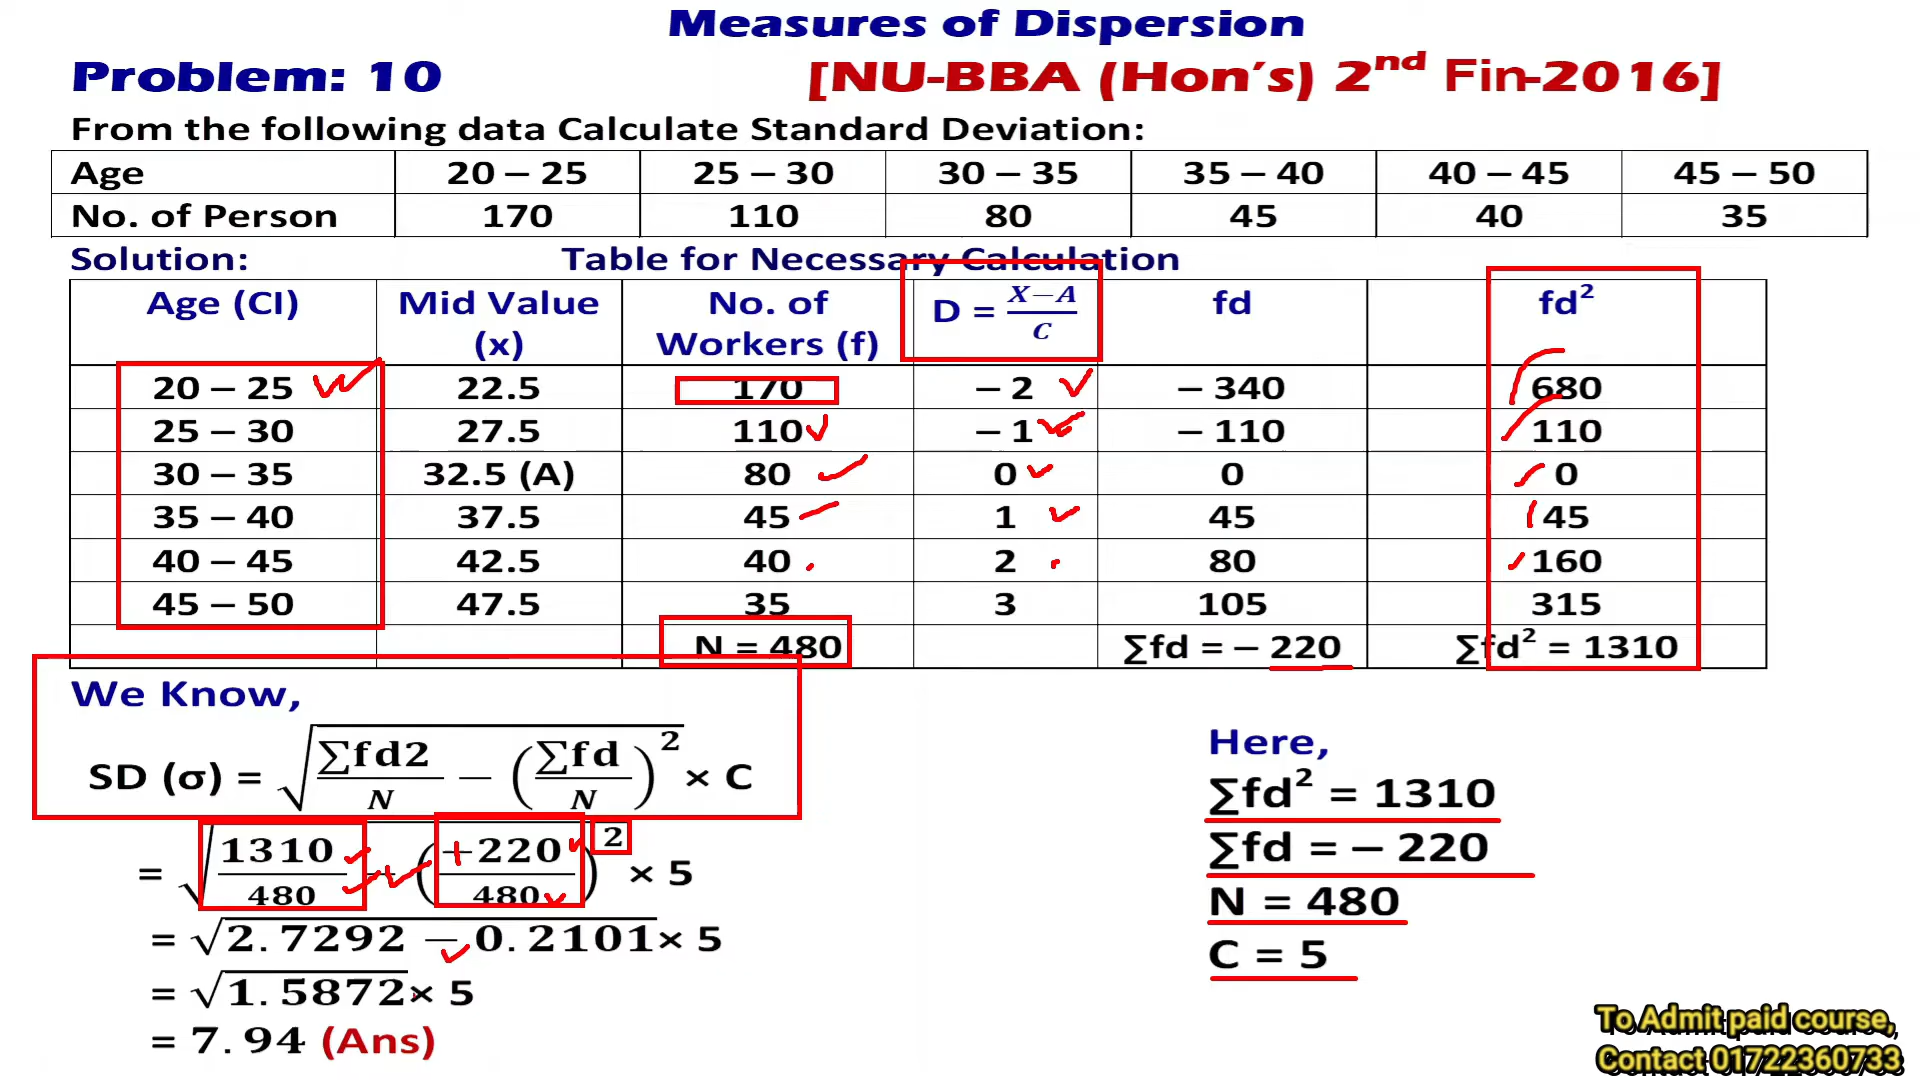 Measures of Dispersion
Problem: 10 [NU-BBA (Hon's) 2nd Fin-2016]
From the following data Calculate Standard Deviation:
Age 20 – 25 25 – 30 30 – 35 35 – 40 40 – 45 45 – 50
No. of Person 170 110 80 45 40 35
Solution: Table for Necessary Calculation
Age (CI) Mid Value (x) No. of Workers (f) D = X−A/C fd fd²
20 – 25 22.5 170 – 2 – 340 680
25 – 30 27.5 110 – 1 – 110 110
30 – 35 32.5 (A) 80 0 0 0
35 – 40 37.5 45 1 45 45
40 – 45 42.5 40 2 80 160
45 – 50 47.5 35 3 105 315
N = 480 ∑fd = – 220 ∑fd² = 1310
We Know,
SD (σ) = √(∑fd2/N − (∑fd/N)²) × C
= √(1310/480 − (−220/480)²) × 5
= √(2.7292 − 0.2101) × 5
= √1.5872 × 5
= 7.94 (Ans)
Here,
∑fd² = 1310
∑fd = – 220
N = 480
C = 5
To Admit paid course,
Contact 01722360733